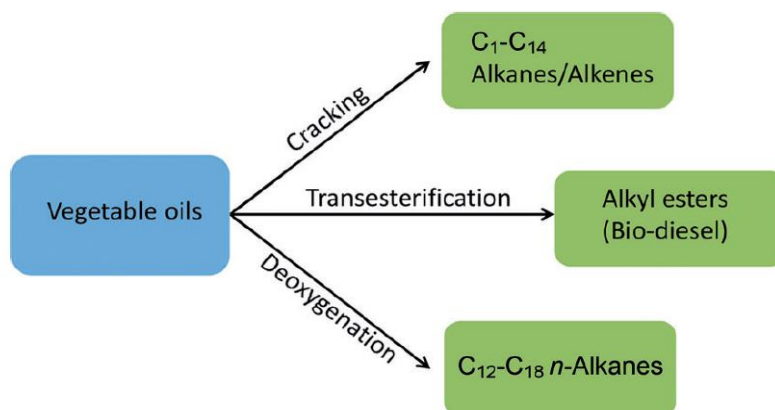 C₁-C₁₄
Alkanes/Alkenes
Cracking
Vegetable oils
Transesterification
Alkyl esters
(Bio-diesel)
Deoxygenation
C₁₂-C₁₈ n-Alkanes